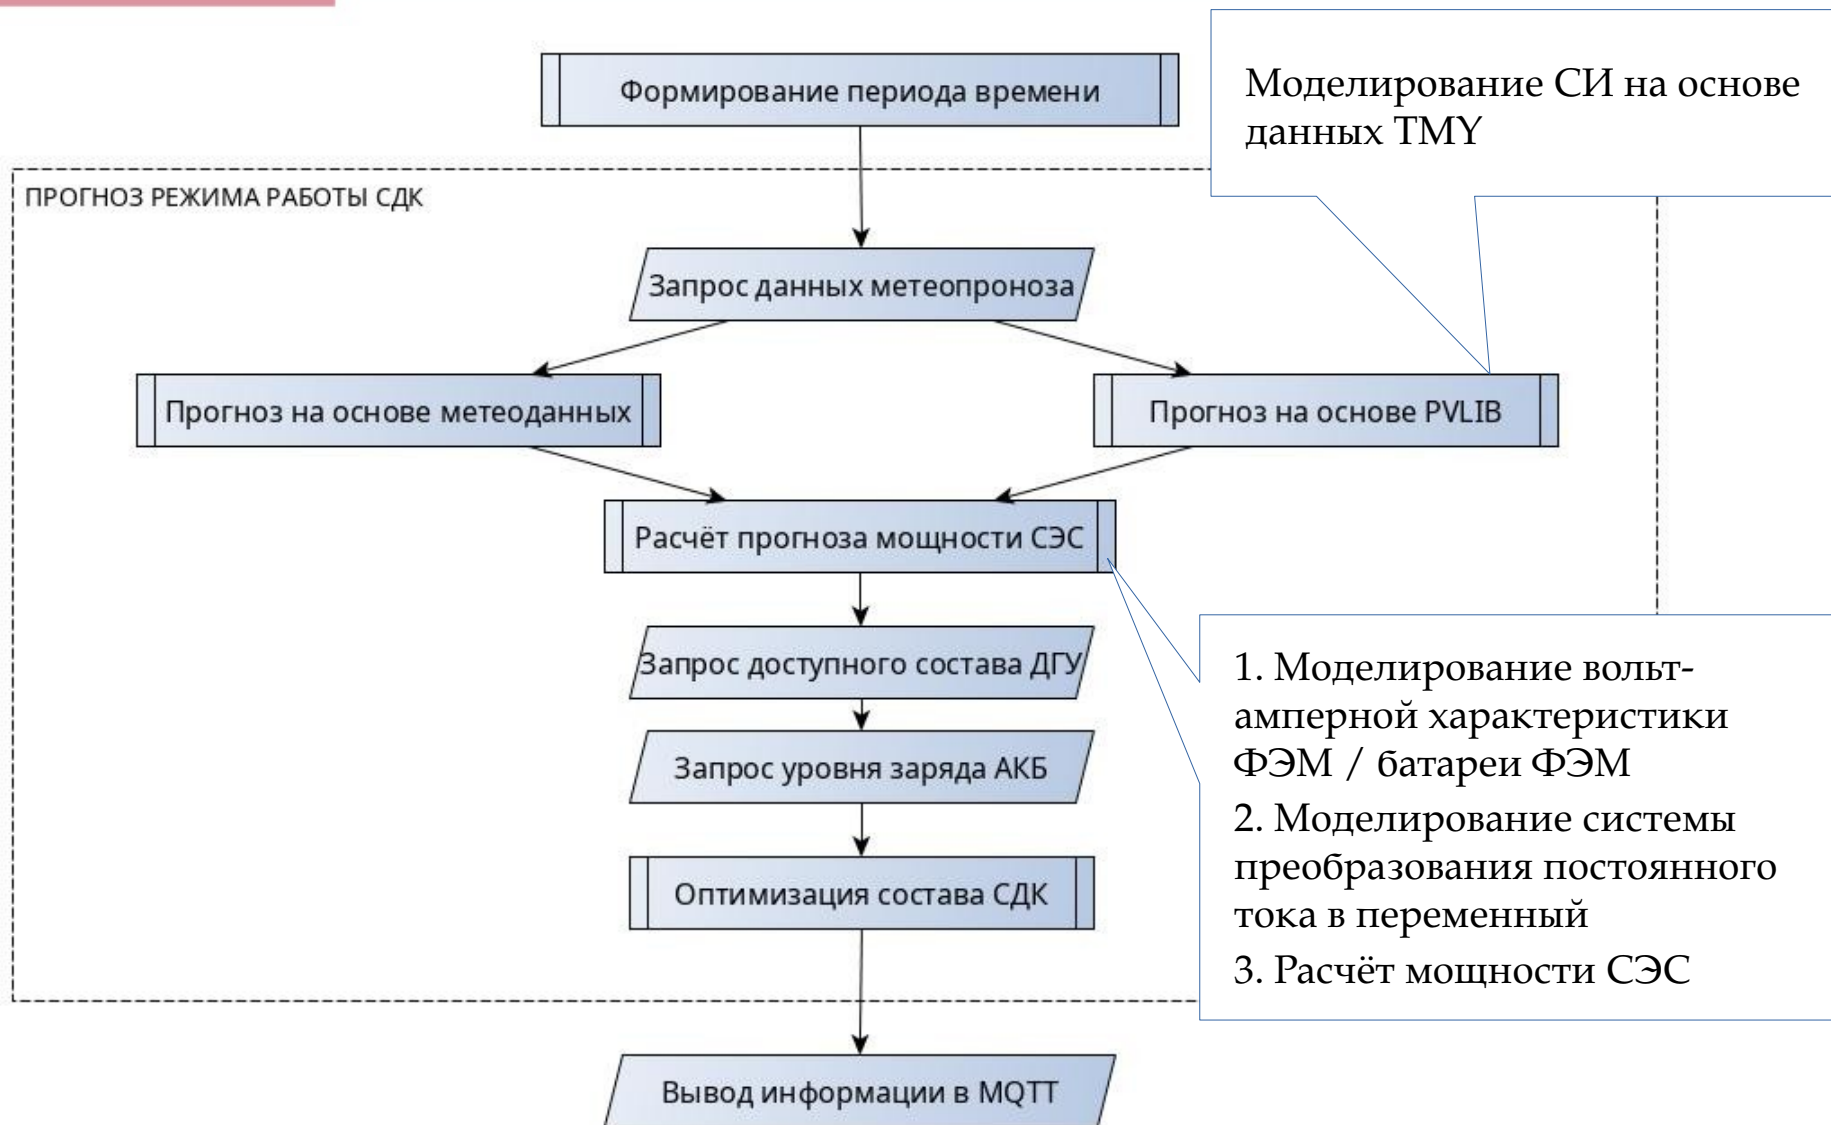 Формирование периода времени
Моделирование СИ на основе
данных TMY
ПРОГНОЗ РЕЖИМА РАБОТЫ СДК
Запрос данных метеопроноза
Прогноз на основе метеоданных
Прогноз на основе PVLIB
Расчёт прогноза мощности СЭС
Запрос доступного состава ДГУ
Запрос уровня заряда АКБ
Оптимизация состава СДК
1. Моделирование вольт-
амперной характеристики
ФЭМ / батареи ФЭМ
2. Моделирование системы
преобразования постоянного
тока в переменный
3. Расчёт мощности СЭС
Вывод информации в MQTT